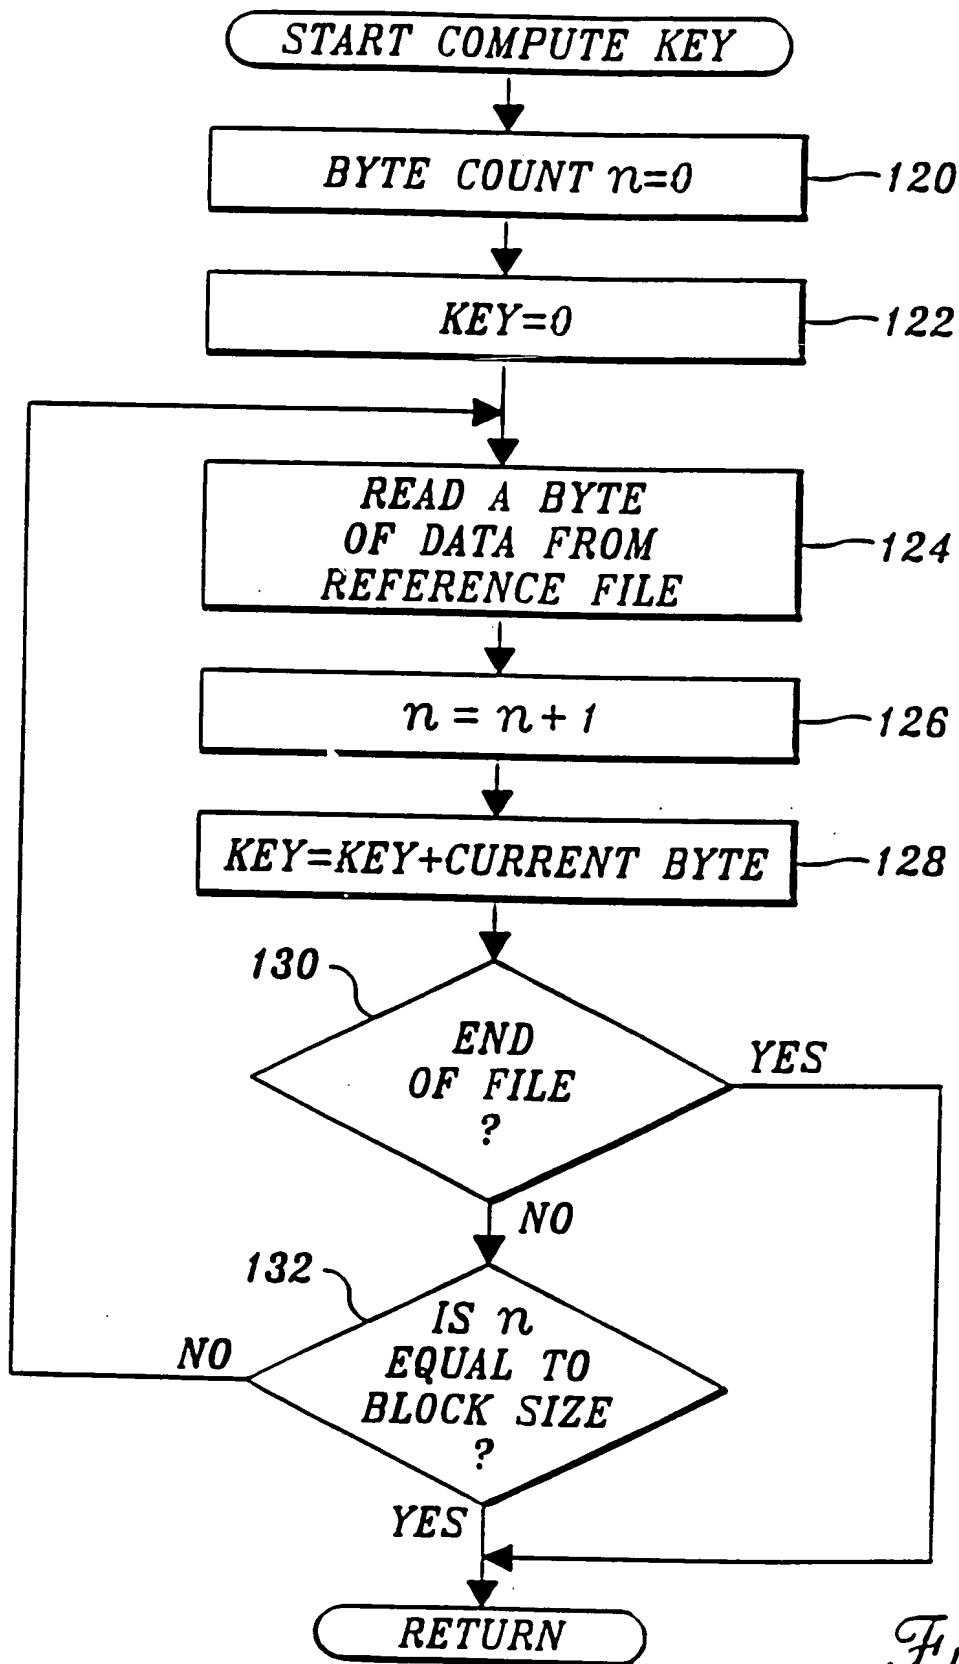 START COMPUTE KEY
BYTE COUNT n=0
120
KEY=0
122
READ A BYTE
OF DATA FROM
REFERENCE FILE
124
n = n + 1
126
KEY=KEY+CURRENT BYTE
128
130
END
OF FILE
?
YES
NO
132
IS n
EQUAL TO
BLOCK SIZE
?
NO
YES
RETURN